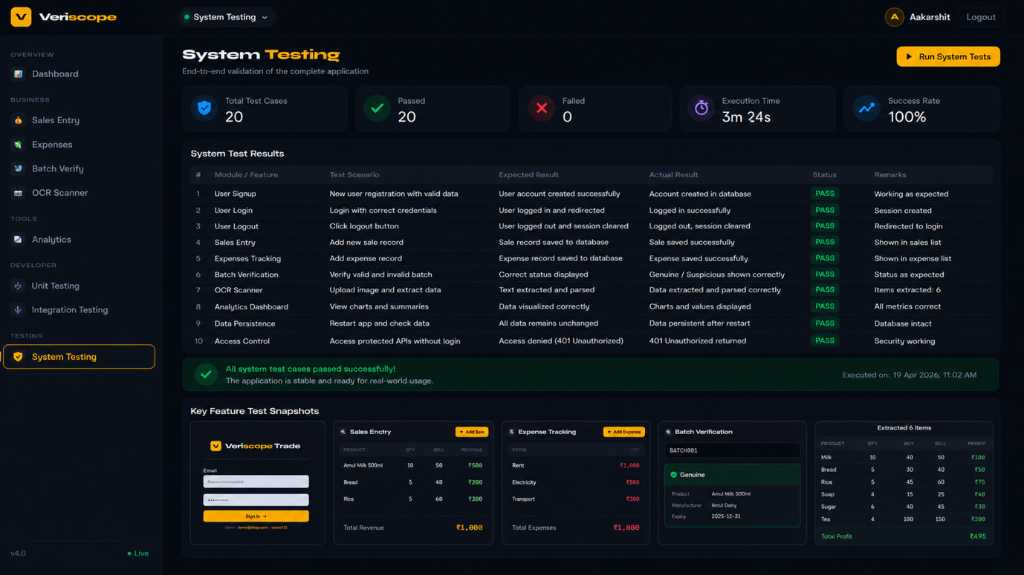 Veriscope
System Testing
A Aakarshit Logout
OVERVIEW
Dashboard
BUSINESS
Sales Entry
Expenses
Batch Verify
OCR Scanner
TOOLS
Analytics
DEVELOPER
Unit Testing
Integration Testing
TESTING
System Testing
v4.0 Live
System Testing
End-to-end validation of the complete application
Run System Tests
Total Test Cases
20
Passed
20
Failed
0
Execution Time
3m 24s
Success Rate
100%
System Test Results
# Module / Feature Test Scenario Expected Result Actual Result Status Remarks
1 User Signup New user registration with valid data User account created successfully Account created in database PASS Working as expected
2 User Login Login with correct credentials User logged in and redirected Logged in successfully PASS Session created
3 User Logout Click logout button User logged out and session cleared Logged out, session cleared PASS Redirected to login
4 Sales Entry Add new sale record Sale record saved to database Sale saved successfully PASS Shown in sales list
5 Expenses Tracking Add expense record Expense record saved to database Expense saved successfully PASS Shown in expense list
6 Batch Verification Verify valid and invalid batch Correct status displayed Genuine / Suspicious shown correctly PASS Status as expected
7 OCR Scanner Upload image and extract data Text extracted and parsed Data extracted and parsed correctly PASS Items extracted: 6
8 Analytics Dashboard View charts and summaries Data visualized correctly Charts and values displayed PASS All metrics correct
9 Data Persistence Restart app and check data All data remains unchanged Data persistent after restart PASS Database intact
10 Access Control Access protected APIs without login Access denied (401 Unauthorized) 401 Unauthorized returned PASS Security working
All system test cases passed successfully!
The application is stable and ready for real-world usage.
Executed on: 19 Apr 2026, 11:02 AM
Key Feature Test Snapshots
Veriscope Trade
Email
Sign In →
Sales Enctry
+ Add Sale
PRODUCT QTY SELL REVENUE
Amul Milk 500ml 10 50 ₹500
Bread 5 40 ₹200
Rice 5 60 ₹300
Total Revenue ₹1,000
Expense Tracking
+ Add Expense
Rent
Electricity
Transport
Total Expenses
Batch Verification
BATCH001
Genuine
Product Amul Milk 500ml
Manufacturer Amul Dairy
Expiry 2025-12-31
Extracted 6 Items
PRODUCT QTY BUY SELL PROFIT
Milk 10 40 50 ₹100
Bread 5 30 40 ₹50
Rice 5 45 60 ₹75
Soap 4 15 25 ₹40
Sugar 6 40 45 ₹30
Tea 4 100 150 ₹200
Total Profit ₹495